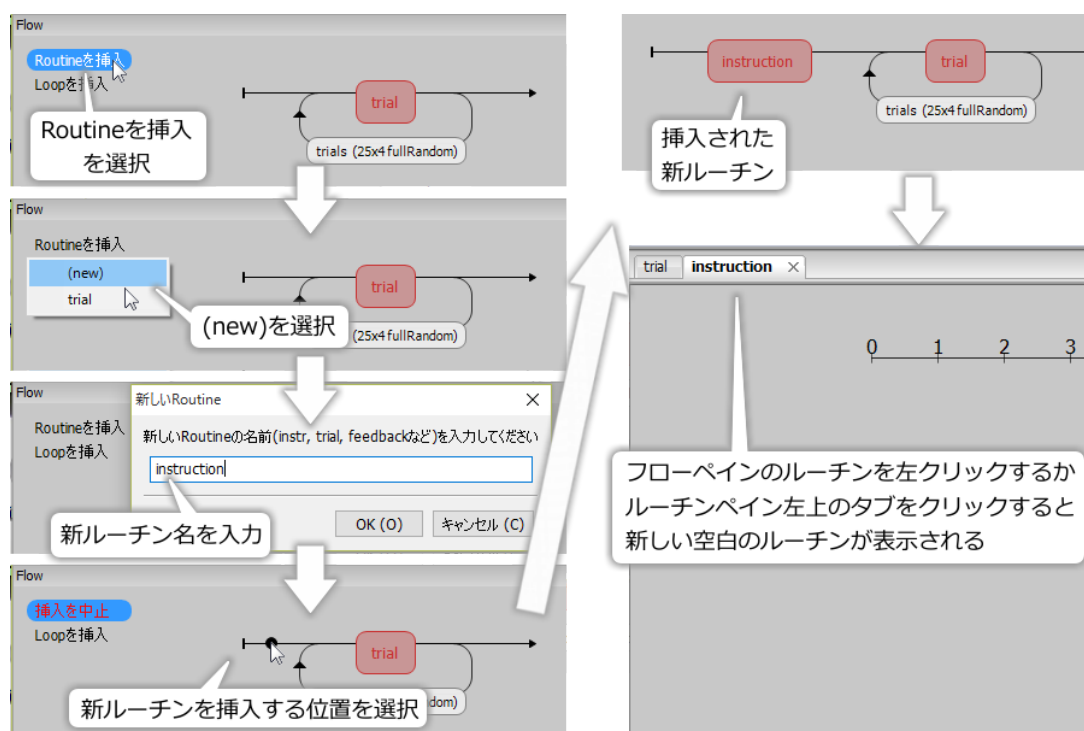 Flow
Routineを挿入
Loopを挿入
Routineを挿入
を選択
trial
trials (25x4 fullRandom)
Flow
Routineを挿入
(new)
trial
(new)を選択
trial
(25x4 fullRandom)
Flow
Routineを挿入
Loopを挿入
新しいRoutine
新しいRoutineの名前(instr, trial, feedbackなど)を入力してください
instruction
OK (O)
キャンセル (C)
新ルーチン名を入力
Flow
挿入を中止
Loopを挿入
trial
dom)
新ルーチンを挿入する位置を選択
instruction
trial
trials (25x4 fullRandom)
挿入された
新ルーチン
trial
instruction
0 1 2 3
フローペインのルーチンを左クリックするか
ルーチンペイン左上のタブをクリックすると
新しい空白のルーチンが表示される